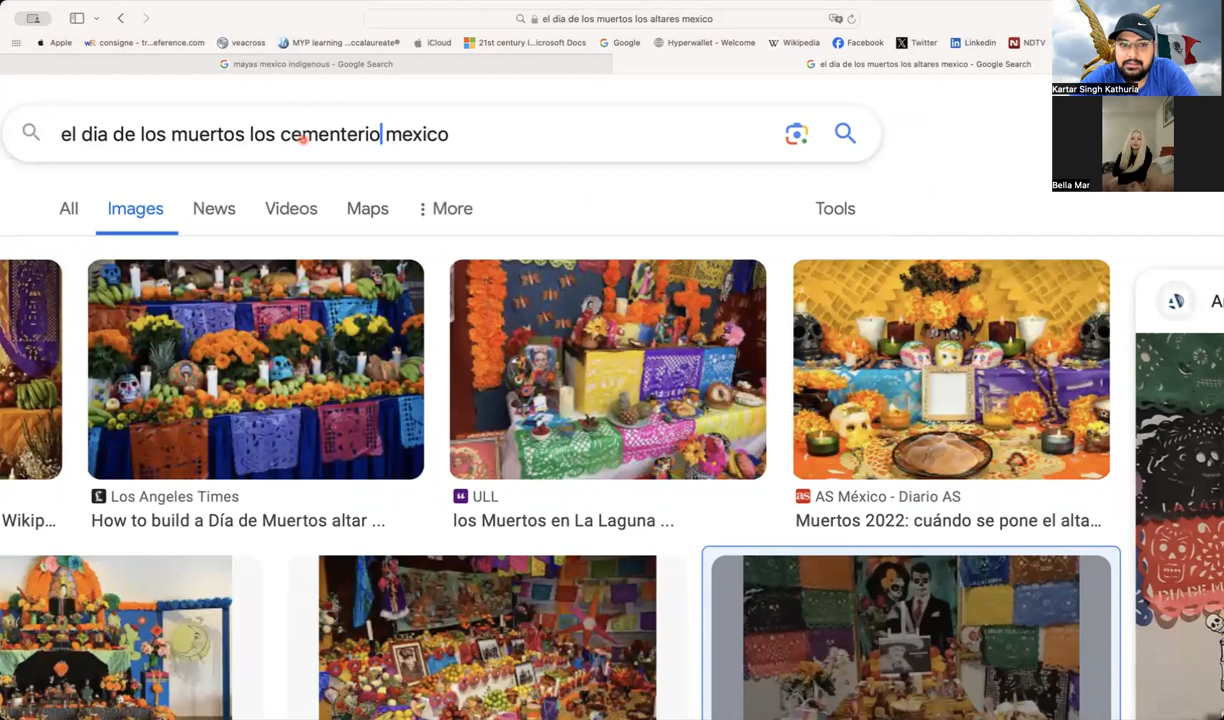 el dia de los muertos los altares mexico
Apple
consigne - tr...eference.com
veacross
MYP learning ...ccalaureate®
iCloud
21st century l...icrosoft Docs
Google
Hyperwallet - Welcome
Wikipedia
Facebook
Twitter
Linkedin
NDTV
mayas mexico indigenous - Google Search
el dia de los muertos los altares mexico - Google Search
Kartar Singh Kathuria
Bella Mar
el dia de los muertos los cementerio mexico
All
Images
News
Videos
Maps
More
Tools
Los Angeles Times
How to build a Día de Muertos altar ...
ULL
los Muertos en La Laguna ...
AS México - Diario AS
Muertos 2022: cuándo se pone el alta...
Wikip...